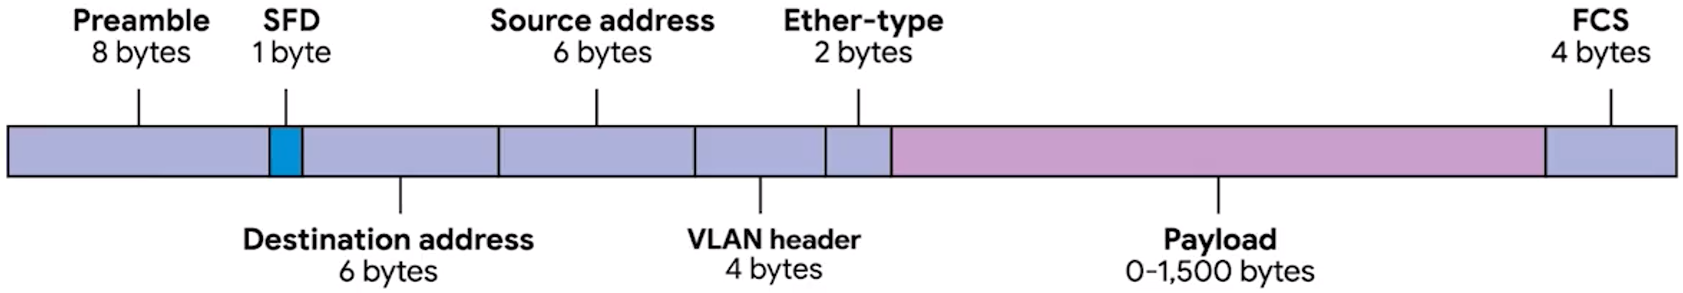 Preamble
8 bytes
SFD
1 byte
Source address
6 bytes
Ether-type
2 bytes
FCS
4 bytes
Destination address
6 bytes
VLAN header
4 bytes
Payload
0-1,500 bytes